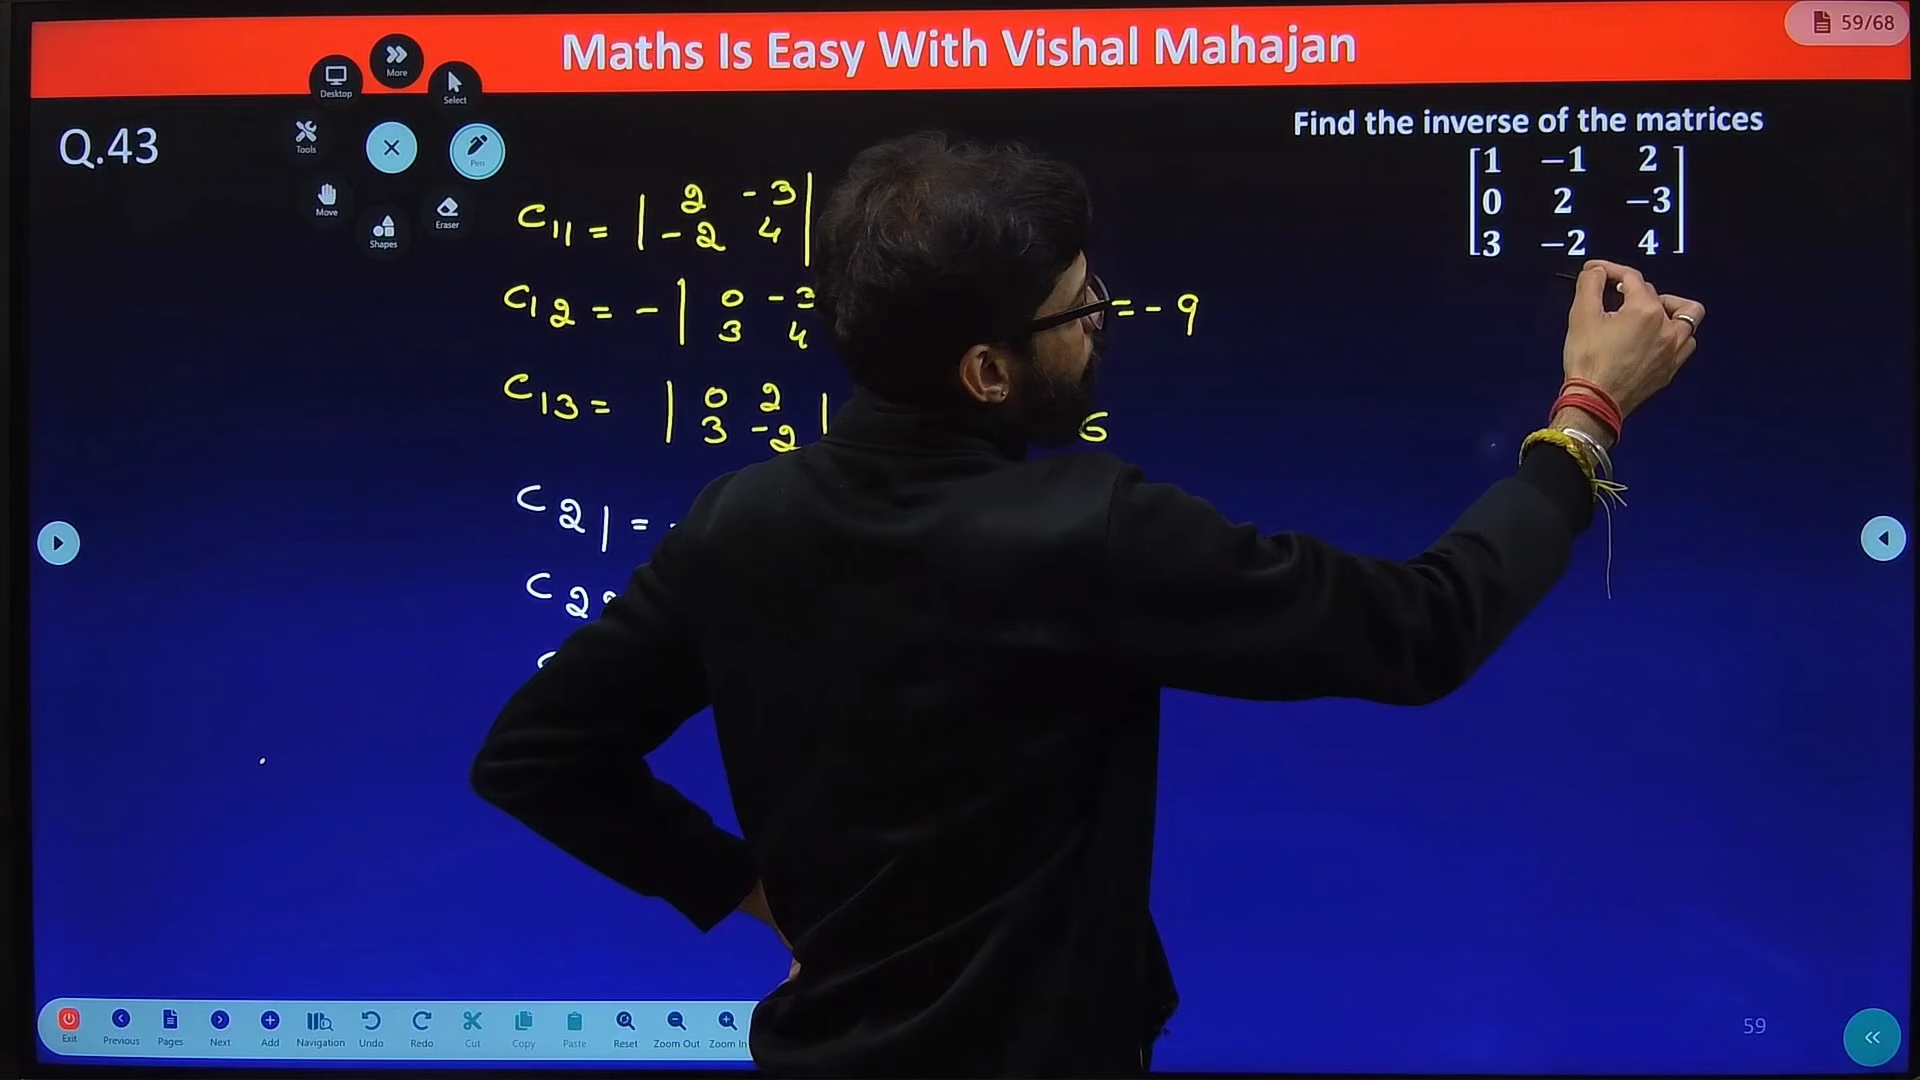 Maths Is Easy With Vishal Mahajan
59/68
Desktop
More
Select
Tools
Pen
Move
Shapes
Eraser
Q.43
Find the inverse of the matrices
1 −1 2
0 2 −3
3 −2 4
C11 = | 2 -3 |
-2 4
C12 = - | 0 -3 = - 9
3 4
C13 = | 0 2 |
3 -2
C21 =
C2
59
Exit
Previous
Pages
Next
Add
Navigation
Undo
Redo
Cut
Copy
Paste
Reset
Zoom Out
Zoom In